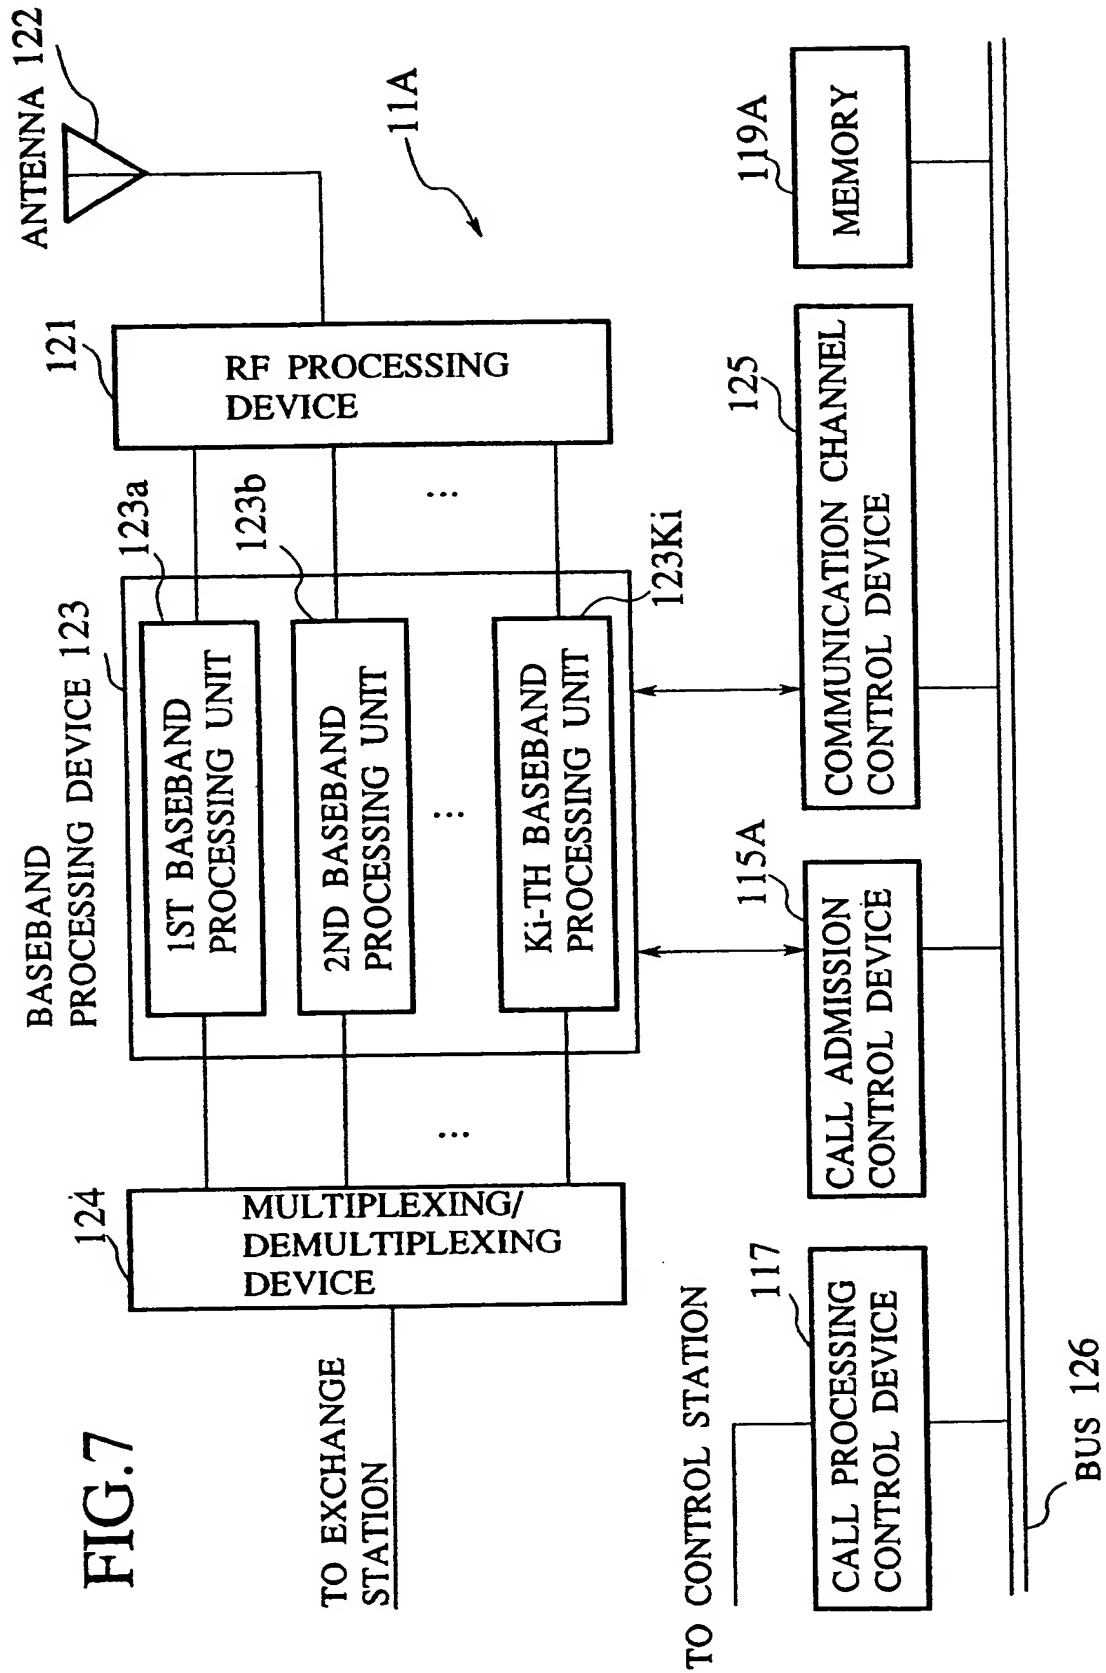 FIG.7
ANTENNA 122
11A
121
RF PROCESSING
DEVICE
BASEBAND
PROCESSING DEVICE 123
123a
1ST BASEBAND
PROCESSING UNIT
123b
2ND BASEBAND
PROCESSING UNIT
...
...
...
123Ki
Ki-TH BASEBAND
PROCESSING UNIT
124
MULTIPLEXING/
DEMULTIPLEXING
DEVICE
TO EXCHANGE
STATION
TO CONTROL STATION
117
CALL PROCESSING
CONTROL DEVICE
115A
CALL ADMISSION
CONTROL DEVICE
125
COMMUNICATION CHANNEL
CONTROL DEVICE
119A
MEMORY
BUS 126